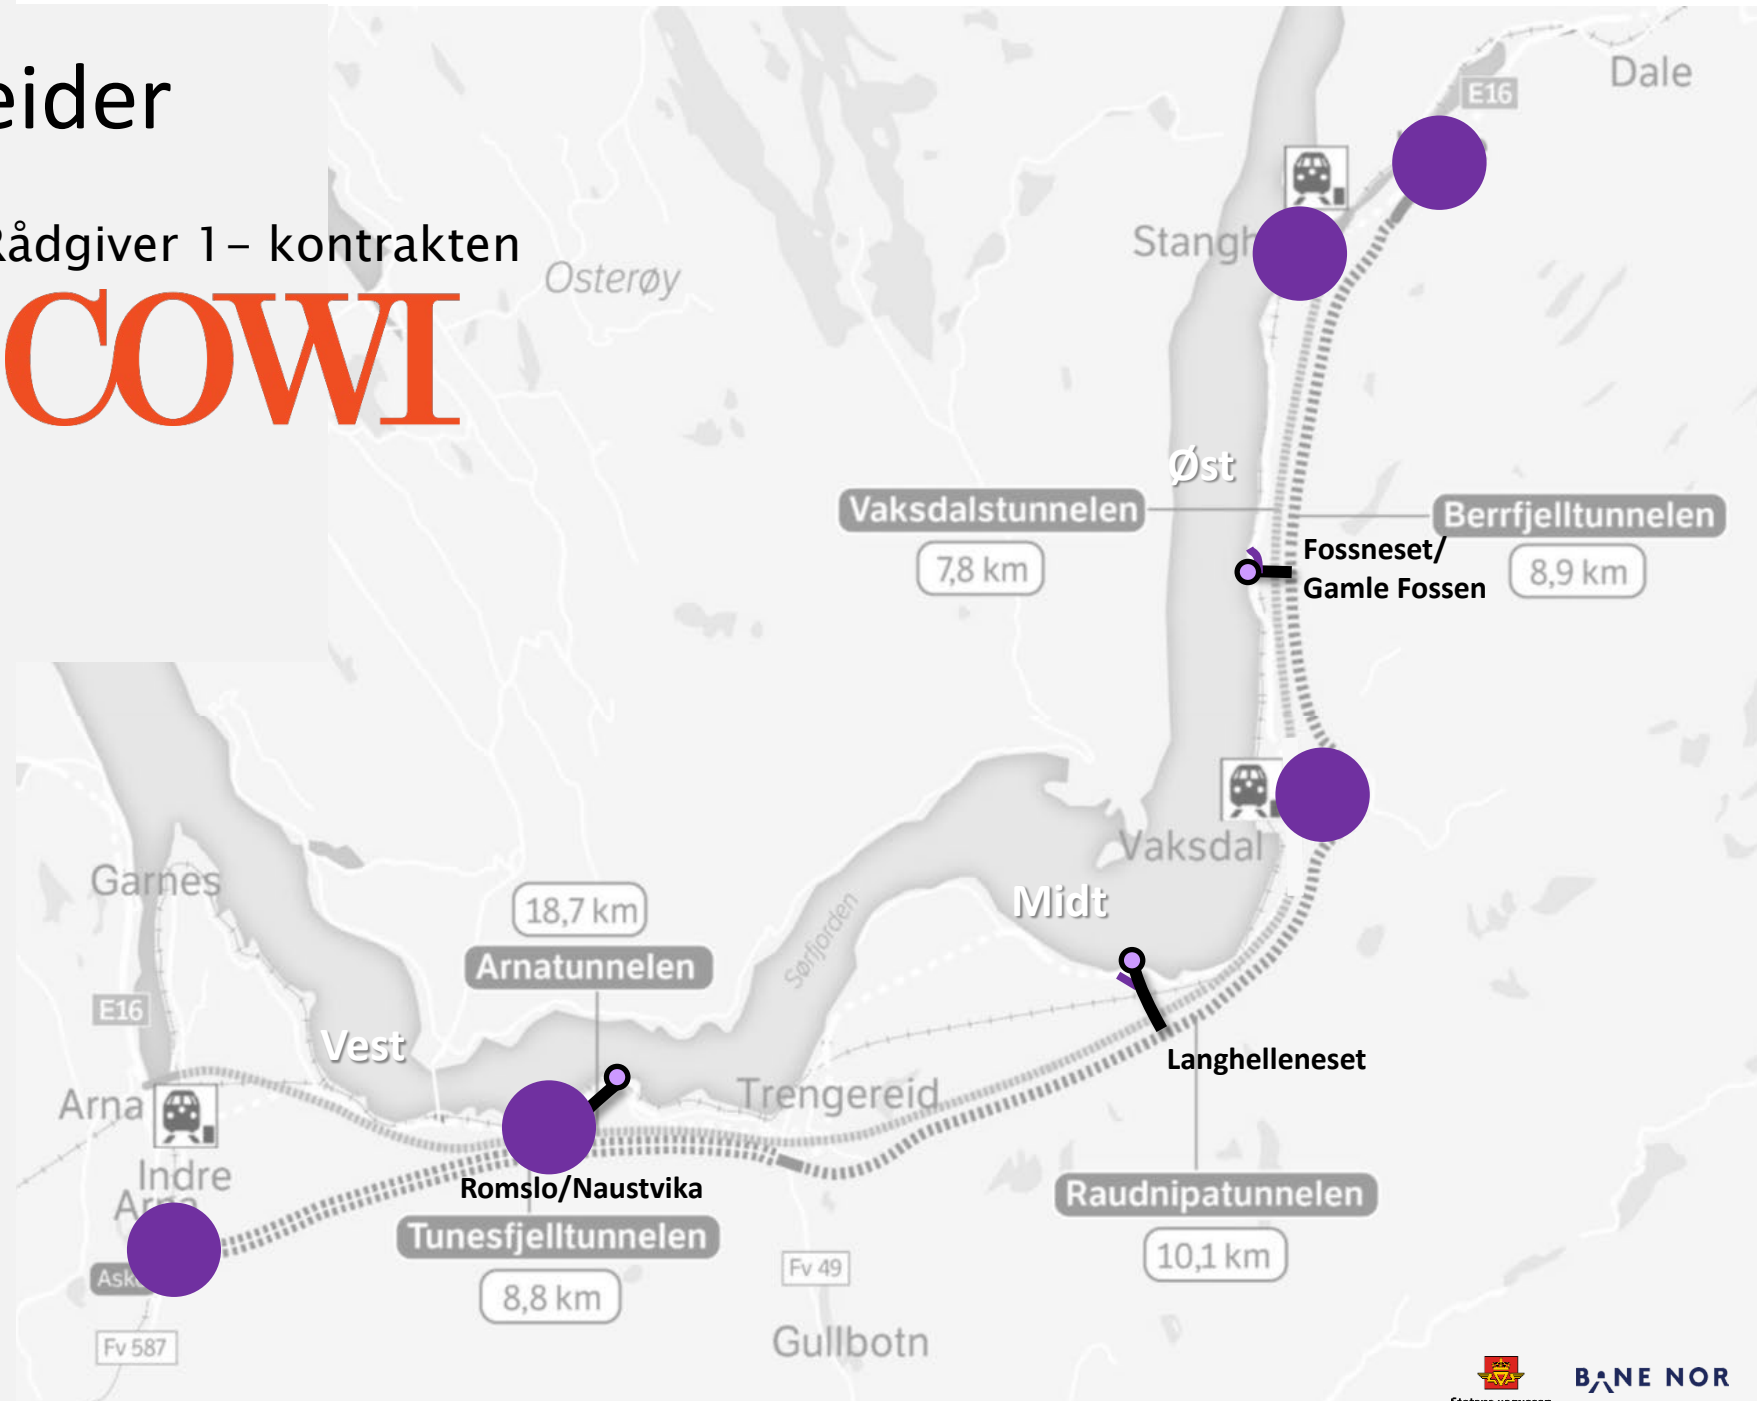 eider
Rådgiver 1– kontrakten
COWI
Dale
E16
Osterøy
Øst
Vaksdalstunnelen
7,8 km
Berrfjelltunnelen
8,9 km
Fossneset/
Gamle Fossen
Vaksdal
Garnes
18,7 km
Arnatunnelen
Sørfjorden
Midt
E16
Vest
Langhelleneset
Arna
Trengereid
Indre
Arna
Romslo/Naustvika
Tunesfjelltunnelen
8,8 km
Raudnipatunnelen
10,1 km
Fv 49
Fv 587
Gullbotn
BANE NOR